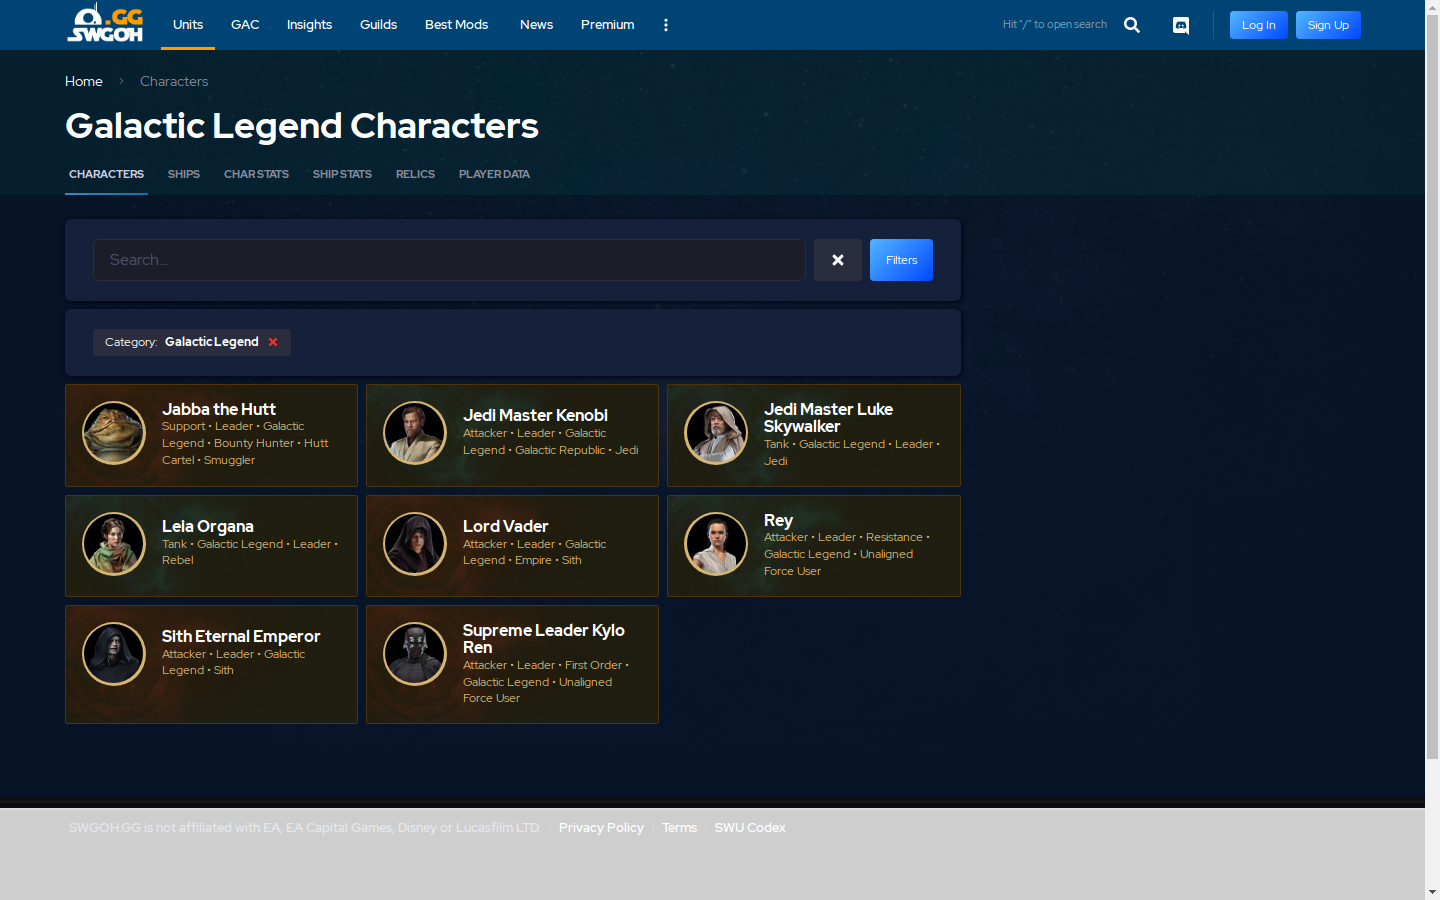 .GG
SWGOH
Units
GAC
Insights
Guilds
Best Mods
News
Premium
Hit "/" to open search
Log In
Sign Up
Home
Characters
Galactic Legend Characters
CHARACTERS
SHIPS
CHAR STATS
SHIP STATS
RELICS
PLAYER DATA
Search...
Filters
Category: Galactic Legend
Jabba the Hutt
Support • Leader • Galactic
Legend • Bounty Hunter • Hutt
Cartel • Smuggler
Jedi Master Kenobi
Attacker • Leader • Galactic
Legend • Galactic Republic • Jedi
Jedi Master Luke
Skywalker
Tank • Galactic Legend • Leader •
Jedi
Leia Organa
Tank • Galactic Legend • Leader •
Rebel
Lord Vader
Attacker • Leader • Galactic
Legend • Empire • Sith
Rey
Attacker • Leader • Resistance •
Galactic Legend • Unaligned
Force User
Sith Eternal Emperor
Attacker • Leader • Galactic
Legend • Sith
Supreme Leader Kylo
Ren
Attacker • Leader • First Order •
Galactic Legend • Unaligned
Force User
SWGOH.GG is not affiliated with EA, EA Capital Games, Disney or Lucasfilm LTD. | Privacy Policy | Terms | SWU Codex